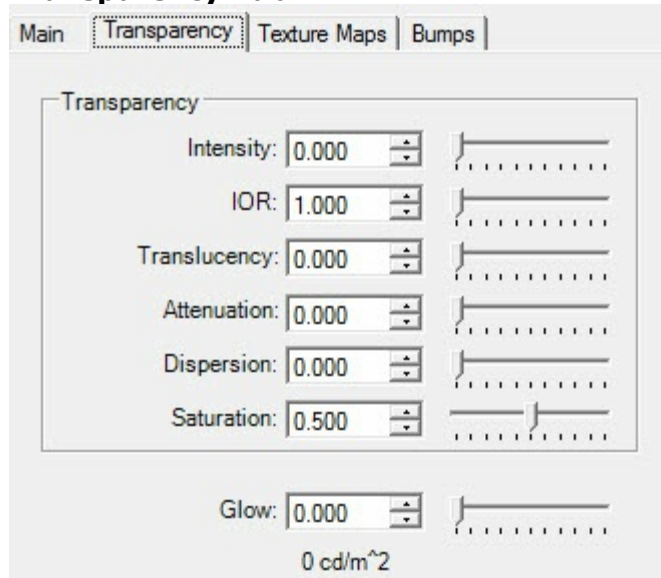 Main Transparency Texture Maps Bumps
Transparency
Intensity: 0.000
IOR: 1.000
Translucency: 0.000
Attenuation: 0.000
Dispersion: 0.000
Saturation: 0.500
Glow: 0.000
0 cd/m^2